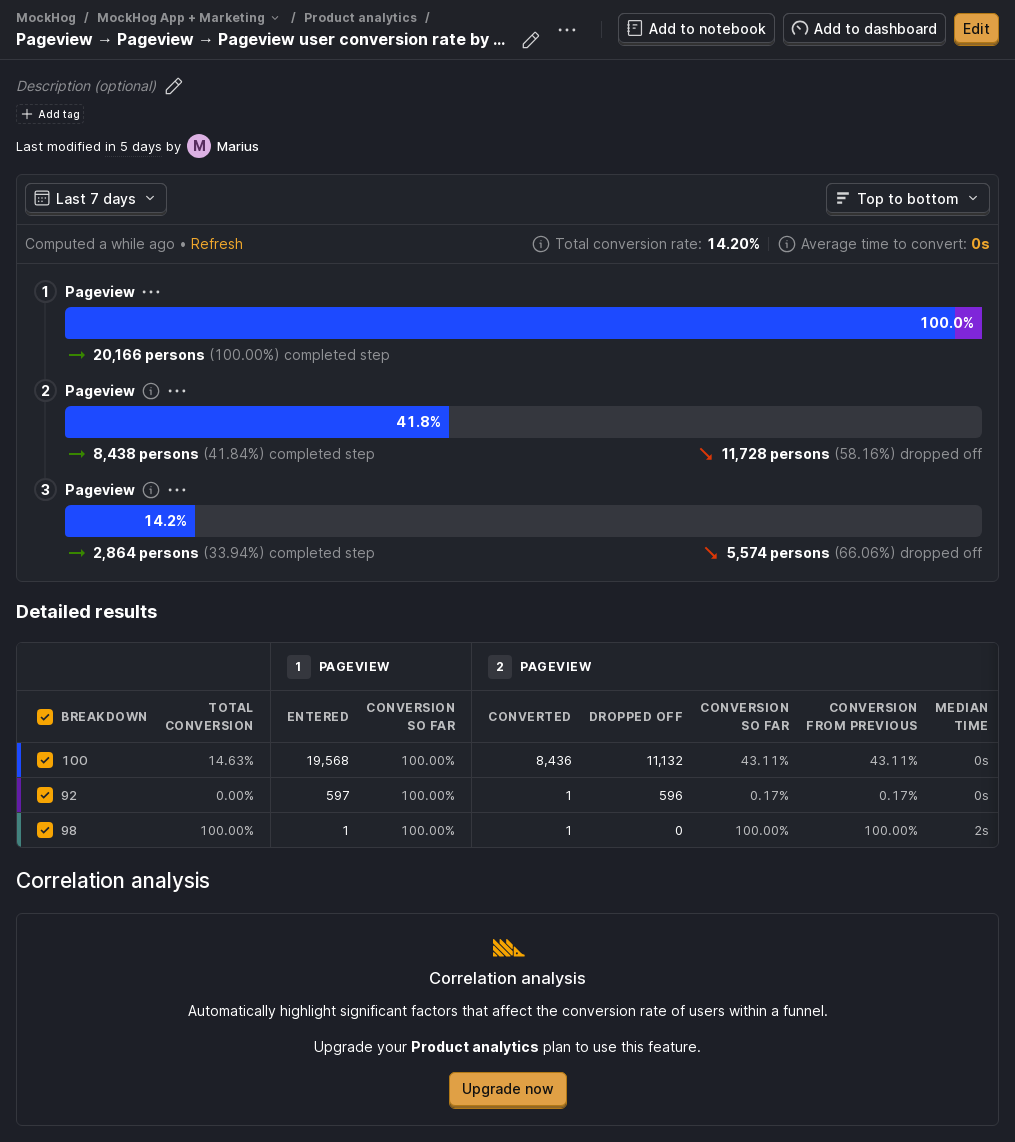 MockHog / MockHog App + Marketing / Product analytics /
Pageview → Pageview → Pageview user conversion rate by ...
Add to notebook
Add to dashboard
Edit
Description (optional)
Add tag
Last modified in 5 days by M Marius
Last 7 days
Top to bottom
Computed a while ago • Refresh
Total conversion rate: 14.20%
Average time to convert: 0s
1 Pageview
100.0%
20,166 persons (100.00%) completed step
2 Pageview
41.8%
8,438 persons (41.84%) completed step
11,728 persons (58.16%) dropped off
3 Pageview
14.2%
2,864 persons (33.94%) completed step
5,574 persons (66.06%) dropped off
Detailed results
1 PAGEVIEW 2 PAGEVIEW
BREAKDOWN TOTAL CONVERSION ENTERED CONVERSION SO FAR CONVERTED DROPPED OFF CONVERSION SO FAR CONVERSION FROM PREVIOUS MEDIAN TIME
100 14.63% 19,568 100.00% 8,436 11,132 43.11% 43.11% 0s
92 0.00% 597 100.00% 1 596 0.17% 0.17% 0s
98 100.00% 1 100.00% 1 0 100.00% 100.00% 2s
Correlation analysis
Correlation analysis
Automatically highlight significant factors that affect the conversion rate of users within a funnel.
Upgrade your Product analytics plan to use this feature.
Upgrade now